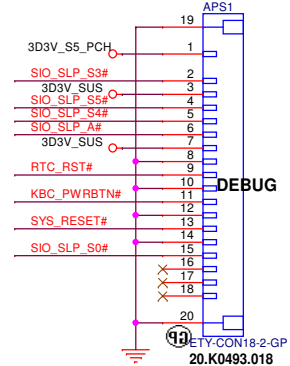 APS1
19
3D3V_S5_PCH
1
SIO_SLP_S3#
2
3D3V_SUS
3
SIO_SLP_S5#
4
SIO_SLP_S4#
5
SIO_SLP_A#
6
3D3V_SUS
7
8
RTC_RST#
9
10
DEBUG
KBC_PWRBTN#
11
12
SYS_RESET#
13
14
SIO_SLP_S0#
15
16
17
18
20
ETY-CON18-2-GP
20.K0493.018